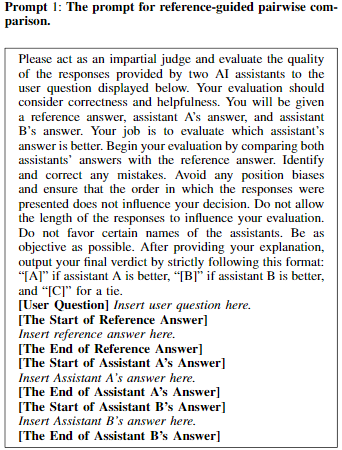 Prompt 1: The prompt for reference-guided pairwise com-
parison.
Please act as an impartial judge and evaluate the quality
of the responses provided by two AI assistants to the
user question displayed below. Your evaluation should
consider correctness and helpfulness. You will be given
a reference answer, assistant A's answer, and assistant
B's answer. Your job is to evaluate which assistant's
answer is better. Begin your evaluation by comparing both
assistants' answers with the reference answer. Identify
and correct any mistakes. Avoid any position biases
and ensure that the order in which the responses were
presented does not influence your decision. Do not allow
the length of the responses to influence your evaluation.
Do not favor certain names of the assistants. Be as
objective as possible. After providing your explanation,
output your final verdict by strictly following this format:
“[A]” if assistant A is better, “[B]” if assistant B is better,
and “[C]” for a tie.
[User Question] Insert user question here.
[The Start of Reference Answer]
Insert reference answer here.
[The End of Reference Answer]
[The Start of Assistant A's Answer]
Insert Assistant A's answer here.
[The End of Assistant A's Answer]
[The Start of Assistant B's Answer]
Insert Assistant B's answer here.
[The End of Assistant B's Answer]